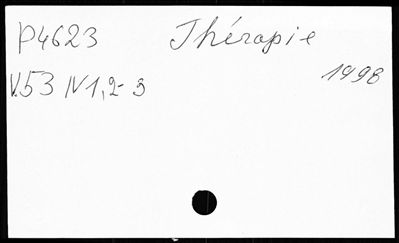 P4623 Thérapie
1998
V.53 N1,2-3